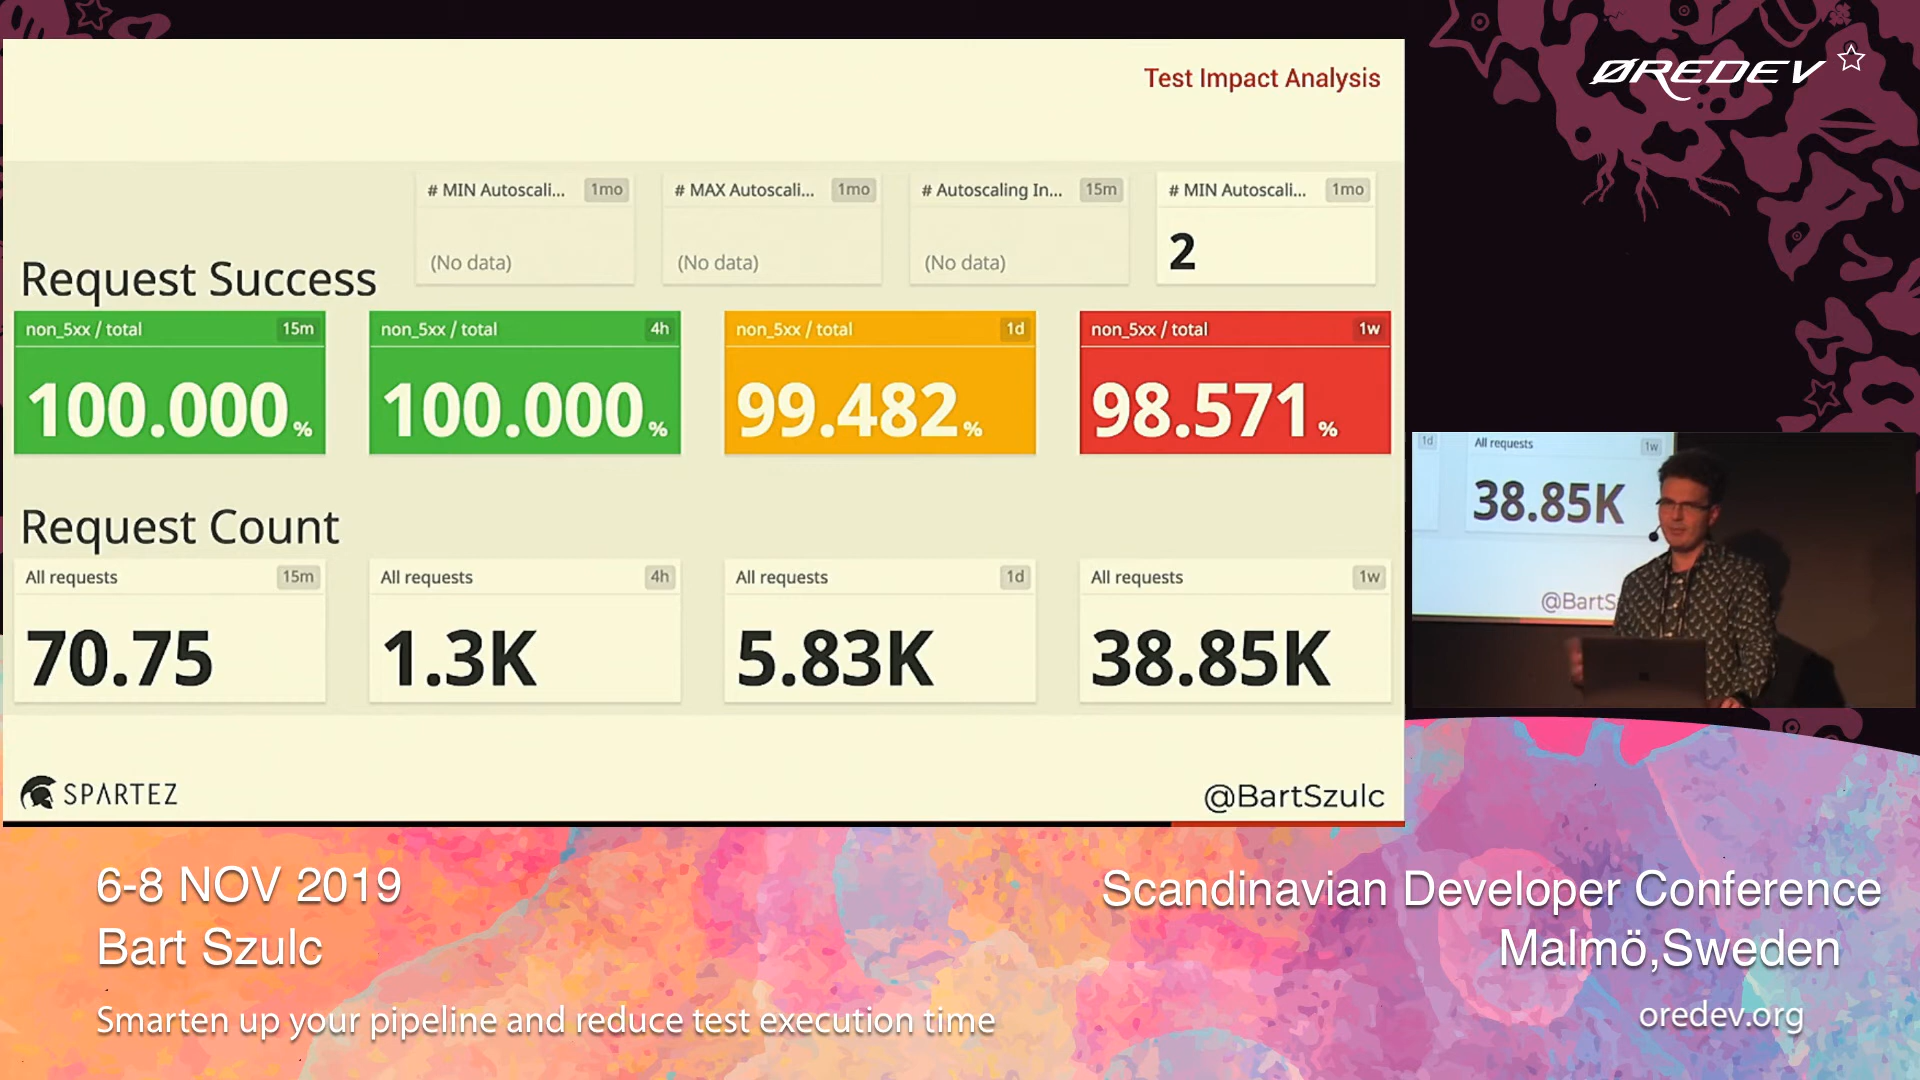 Test Impact Analysis
ØREDEV
# MIN Autoscali... 1mo
(No data)
# MAX Autoscali... 1mo
(No data)
# Autoscaling In... 15m
(No data)
# MIN Autoscali... 1mo
2
Request Success
non_5xx / total 15m
100.000%
non_5xx / total 4h
100.000%
non_5xx / total 1d
99.482%
non_5xx / total 1w
98.571%
Request Count
All requests 15m
70.75
All requests 4h
1.3K
All requests 1d
5.83K
All requests 1w
38.85K
SPARTEZ
@BartSzulc
1d
All requests 1w
38.85K
@BartS
6-8 NOV 2019
Bart Szulc
Smarten up your pipeline and reduce test execution time
Scandinavian Developer Conference
Malmö,Sweden
oredev.org